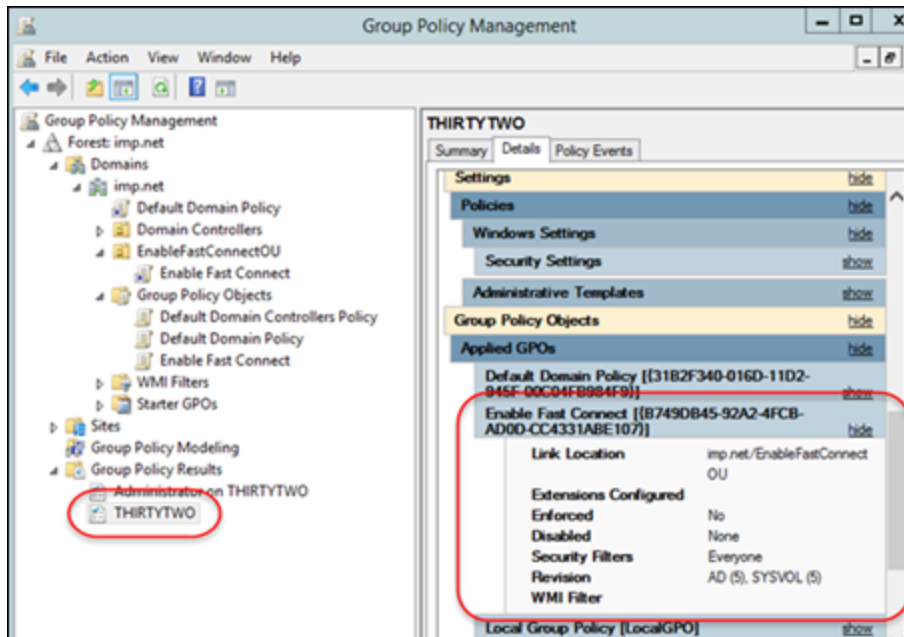 Group Policy Management
File Action View Window Help
Group Policy Management
Forest: imp.net
Domains
imp.net
Default Domain Policy
Domain Controllers
EnableFastConnectOU
Enable Fast Connect
Group Policy Objects
Default Domain Controllers Policy
Default Domain Policy
Enable Fast Connect
WMI Filters
Starter GPOs
Sites
Group Policy Modeling
Group Policy Results
Administrator on THIRTYTWO
THIRTYTWO
THIRTYTWO
Summary Details Policy Events
Settings hide
Policies hide
Windows Settings hide
Security Settings show
Administrative Templates show
Group Policy Objects hide
Applied GPOs hide
Default Domain Policy [{31B2F340-016D-11D2-
945F-00C04FB984F9}] show
Enable Fast Connect [{B749DB45-92A2-4FCB-
AD0D-CC4331ABE107}] hide
Link Location imp.net/EnableFastConnect
OU
Extensions Configured
Enforced No
Disabled None
Security Filters Everyone
Revision AD (5), SYSVOL (5)
WMI Filter
Local Group Policy [LocalGPO] show